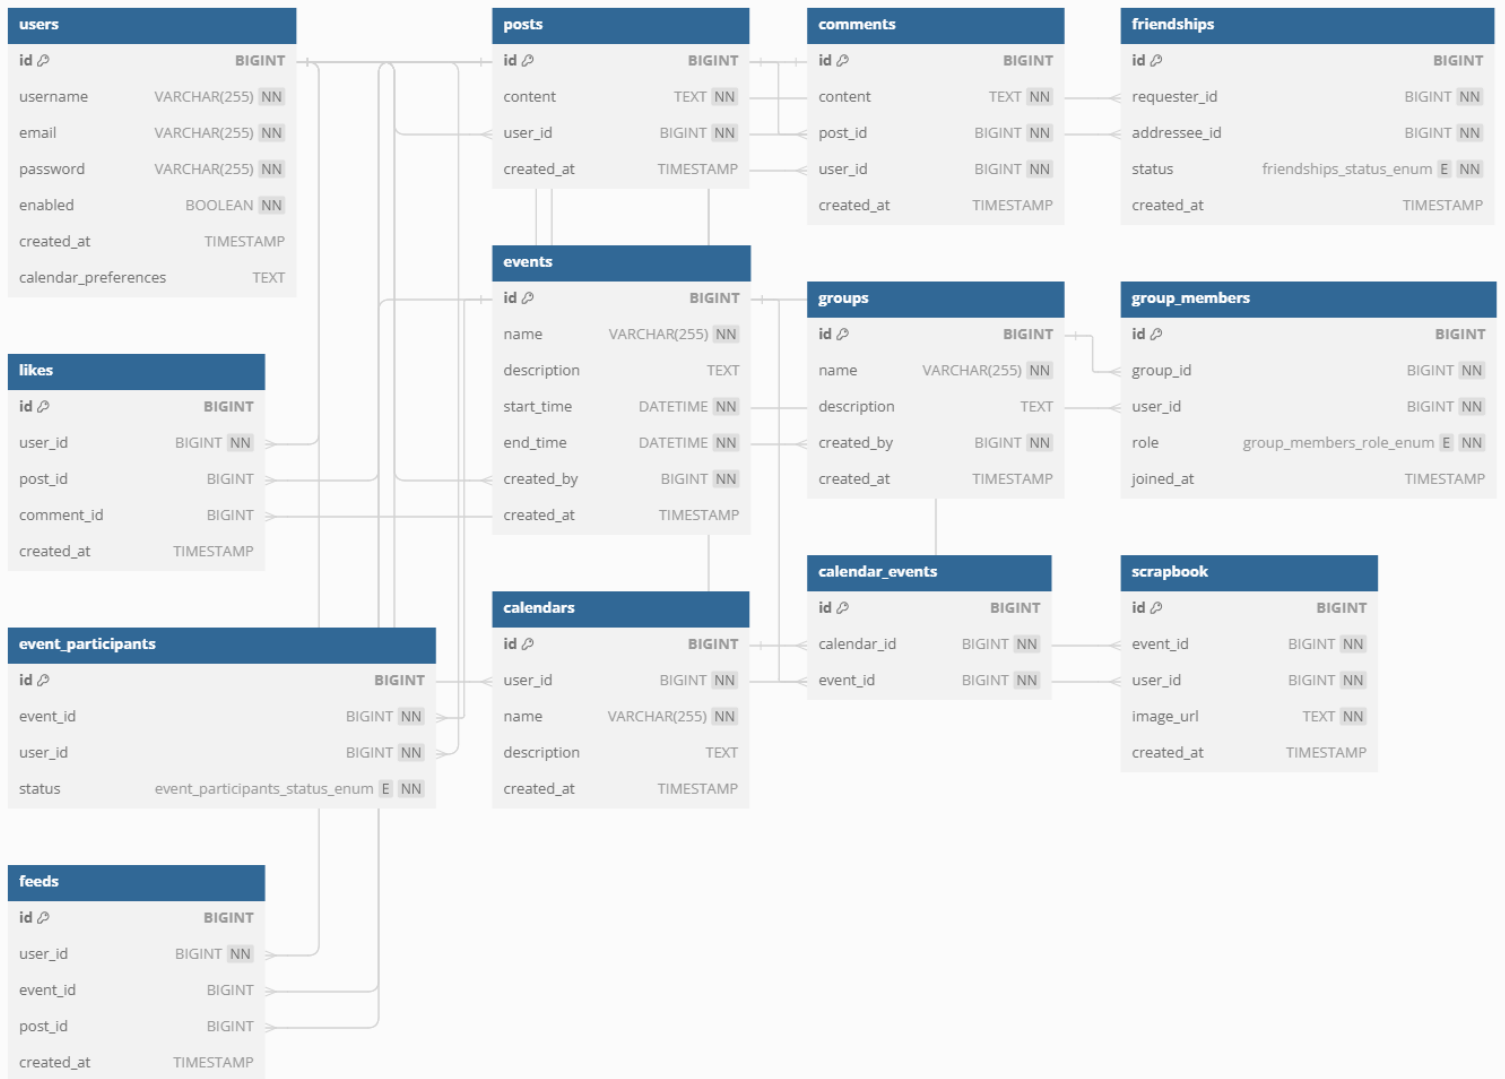 users
id BIGINT
username VARCHAR(255) NN
email VARCHAR(255) NN
password VARCHAR(255) NN
enabled BOOLEAN NN
created_at TIMESTAMP
calendar_preferences TEXT
likes
id BIGINT
user_id BIGINT NN
post_id BIGINT
comment_id BIGINT
created_at TIMESTAMP
event_participants
id BIGINT
event_id BIGINT NN
user_id BIGINT NN
status event_participants_status_enum E NN
feeds
id BIGINT
user_id BIGINT NN
event_id BIGINT
post_id BIGINT
created_at TIMESTAMP
posts
id BIGINT
content TEXT NN
user_id BIGINT NN
created_at TIMESTAMP
events
id BIGINT
name VARCHAR(255) NN
description TEXT
start_time DATETIME NN
end_time DATETIME NN
created_by BIGINT NN
created_at TIMESTAMP
calendars
id BIGINT
user_id BIGINT NN
name VARCHAR(255) NN
description TEXT
created_at TIMESTAMP
comments
id BIGINT
content TEXT NN
post_id BIGINT NN
user_id BIGINT NN
created_at TIMESTAMP
groups
id BIGINT
name VARCHAR(255) NN
description TEXT
created_by BIGINT NN
created_at TIMESTAMP
calendar_events
id BIGINT
calendar_id BIGINT NN
event_id BIGINT NN
friendships
id BIGINT
requester_id BIGINT NN
addressee_id BIGINT NN
status friendships_status_enum E NN
created_at TIMESTAMP
group_members
id BIGINT
group_id BIGINT NN
user_id BIGINT NN
role group_members_role_enum E NN
joined_at TIMESTAMP
scrapbook
id BIGINT
event_id BIGINT NN
user_id BIGINT NN
image_url TEXT NN
created_at TIMESTAMP